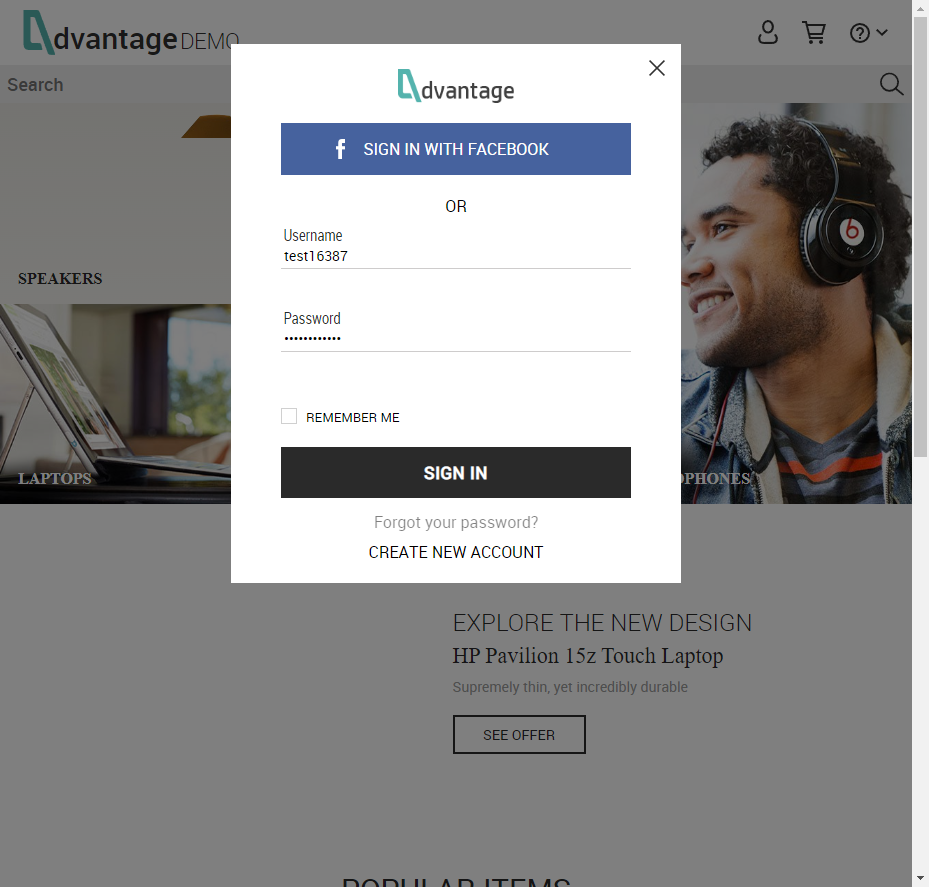 dvantage DEMO
Search
dvantage
SIGN IN WITH FACEBOOK
OR
Username
test16387
Password
••••••••••••
REMEMBER ME
SIGN IN
Forgot your password?
CREATE NEW ACCOUNT
SPEAKERS
LAPTOPS
PHONES
EXPLORE THE NEW DESIGN
HP Pavilion 15z Touch Laptop
Supremely thin, yet incredibly durable
SEE OFFER
POPULAR ITEMS